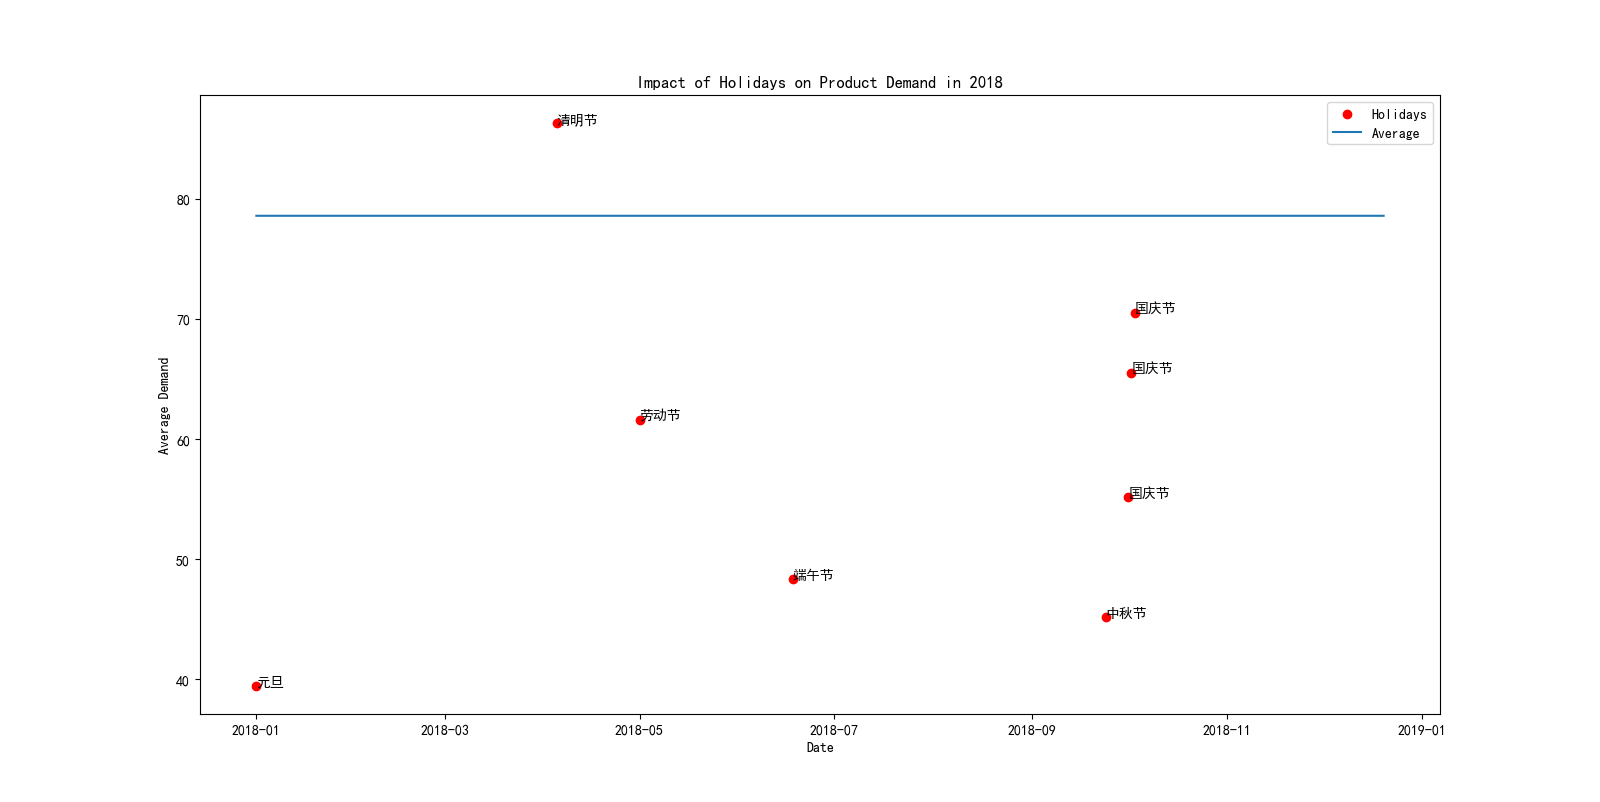 Impact of Holidays on Product Demand in 2018
Holidays
Average
清明节
80
国庆节
70
国庆节
劳动节
60
国庆节
端午节
50
中秋节
元旦
40
Average Demand
2018-01
2018-03
2018-05
2018-07
2018-09
2018-11
2019-01
Date